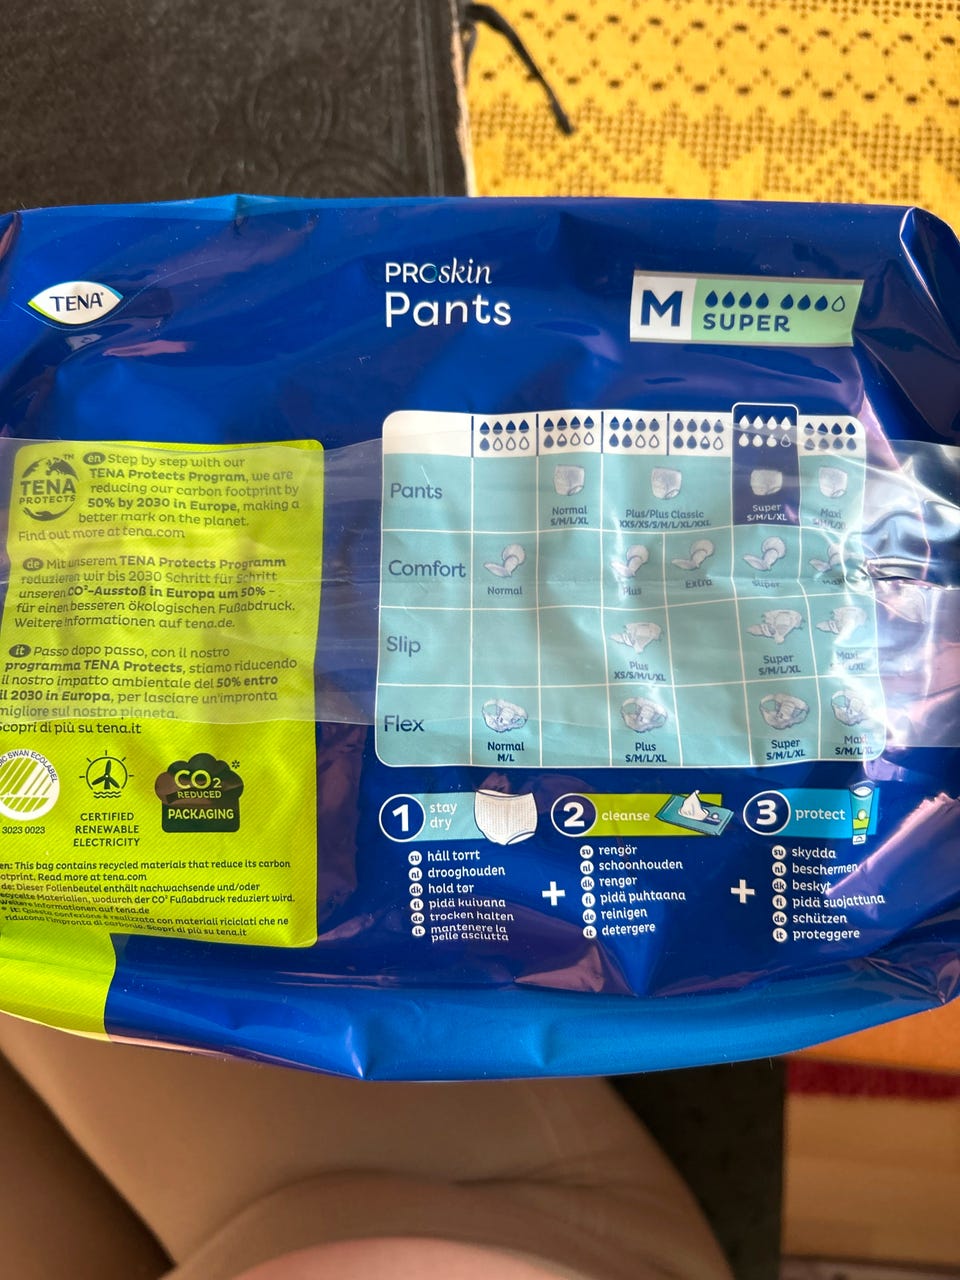 TENA®
PROskin
Pants
M
SUPER
TM
TENA
PROTECTS
en Step by step with our
TENA Protects Program, we are
reducing our carbon footprint by
50% by 2030 in Europe, making a
better mark on the planet.
Find out more at tena.com
de Mit unserem TENA Protects Programm
reduzieren wir bis 2030 Schritt für Schritt
unseren CO²-Ausstoß in Europa um 50% –
für einen besseren ökologischen Fußabdruck.
Weitere Informationen auf tena.de.
it Passo dopo passo, con il nostro
programma TENA Protects, stiamo riducendo
il nostro impatto ambientale del 50% entro
il 2030 in Europa, per lasciare un'impronta
migliore sul nostro pianeta.
Scopri di più su tena.it
SWAN ECOLABEL
3023 0023
CERTIFIED
RENEWABLE
ELECTRICITY
CO2
REDUCED
PACKAGING
*
en: This bag contains recycled materials that reduce its carbon
footprint. Read more at tena.com
de: Dieser Folienbeutel enthält nachwachsende und/oder
recycelte Materialien, wodurch der CO² Fußabdruck reduziert wird.
Weitere Informationen auf tena.de
it: Questa confezione è realizzata con materiali riciclati che ne
riducono l'impronta di carbonio. Scopri di più su tena.it
Pants
Normal
S/M/L/XL
Plus/Plus Classic
XXS/XS/S/M/L/XL/XXL
Super
S/M/L/XL
Maxi
S/M/L/XL
Comfort
Normal
Plus
Extra
Super
Maxi
Slip
Plus
XS/S/M/L/XL
Super
S/M/L/XL
Maxi
S/M/L/XL
Flex
Normal
M/L
Plus
S/M/L/XL
Super
S/M/L/XL
Maxi
S/M/L/XL
1 stay
dry
su håll torrt
nl drooghouden
dk hold tør
fi pidä kuivana
de trocken halten
it mantenere la
pelle asciutta
+
2 cleanse
su rengör
nl schoonhouden
dk rengør
fi pidä puhtaana
de reinigen
it detergere
+
3 protect
su skydda
nl beschermen
dk beskyt
fi pidä suojattuna
de schützen
it proteggere